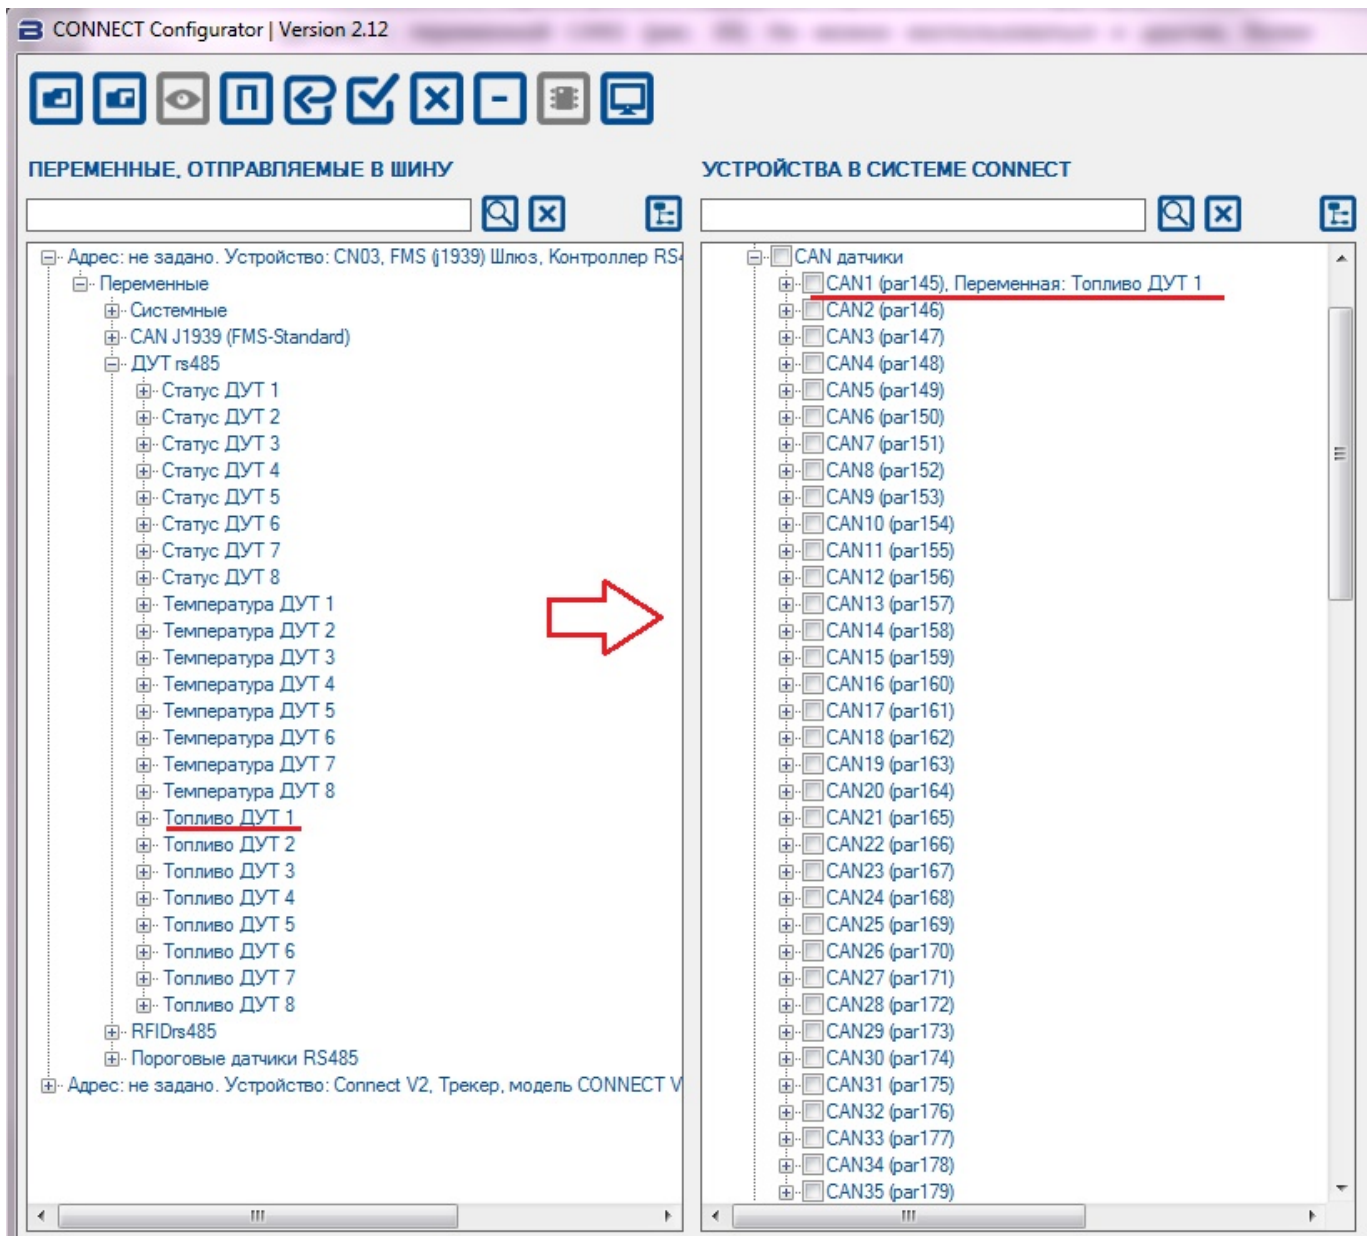 CONNECT Configurator | Version 2.12
ПЕРЕМЕННЫЕ, ОТПРАВЛЯЕМЫЕ В ШИНУ
Адрес: не задано. Устройство: CN03, FMS (j1939) Шлюз, Контроллер RS4
Переменные
Системные
CAN J1939 (FMS-Standard)
ДУТ rs485
Статус ДУТ 1
Статус ДУТ 2
Статус ДУТ 3
Статус ДУТ 4
Статус ДУТ 5
Статус ДУТ 6
Статус ДУТ 7
Статус ДУТ 8
Температура ДУТ 1
Температура ДУТ 2
Температура ДУТ 3
Температура ДУТ 4
Температура ДУТ 5
Температура ДУТ 6
Температура ДУТ 7
Температура ДУТ 8
Топливо ДУТ 1
Топливо ДУТ 2
Топливо ДУТ 3
Топливо ДУТ 4
Топливо ДУТ 5
Топливо ДУТ 6
Топливо ДУТ 7
Топливо ДУТ 8
RFIDrs485
Пороговые датчики RS485
Адрес: не задано. Устройство: Connect V2, Трекер, модель CONNECT V
УСТРОЙСТВА В СИСТЕМЕ CONNECT
CAN датчики
CAN1 (par145), Переменная: Топливо ДУТ 1
CAN2 (par146)
CAN3 (par147)
CAN4 (par148)
CAN5 (par149)
CAN6 (par150)
CAN7 (par151)
CAN8 (par152)
CAN9 (par153)
CAN10 (par154)
CAN11 (par155)
CAN12 (par156)
CAN13 (par157)
CAN14 (par158)
CAN15 (par159)
CAN16 (par160)
CAN17 (par161)
CAN18 (par162)
CAN19 (par163)
CAN20 (par164)
CAN21 (par165)
CAN22 (par166)
CAN23 (par167)
CAN24 (par168)
CAN25 (par169)
CAN26 (par170)
CAN27 (par171)
CAN28 (par172)
CAN29 (par173)
CAN30 (par174)
CAN31 (par175)
CAN32 (par176)
CAN33 (par177)
CAN34 (par178)
CAN35 (par179)